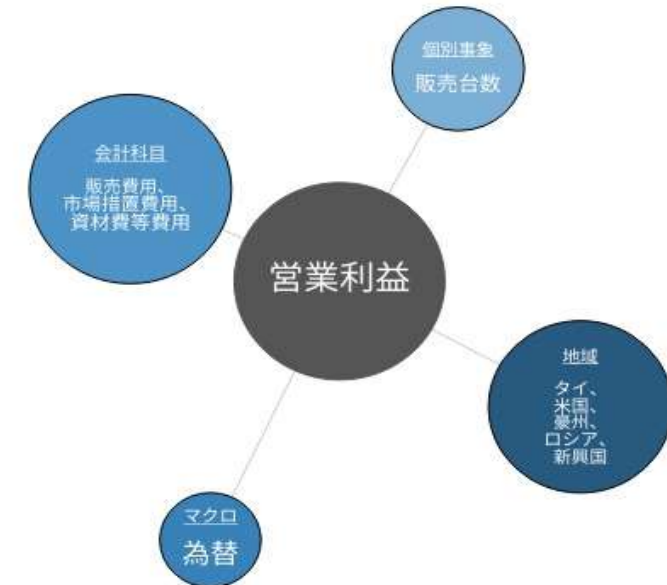 個別事象
販売台数
会計科目
販売費用、
市場措置費用、
資材費等費用
営業利益
地域
タイ、
米国、
豪州、
ロシア、
新興国
マクロ
為替